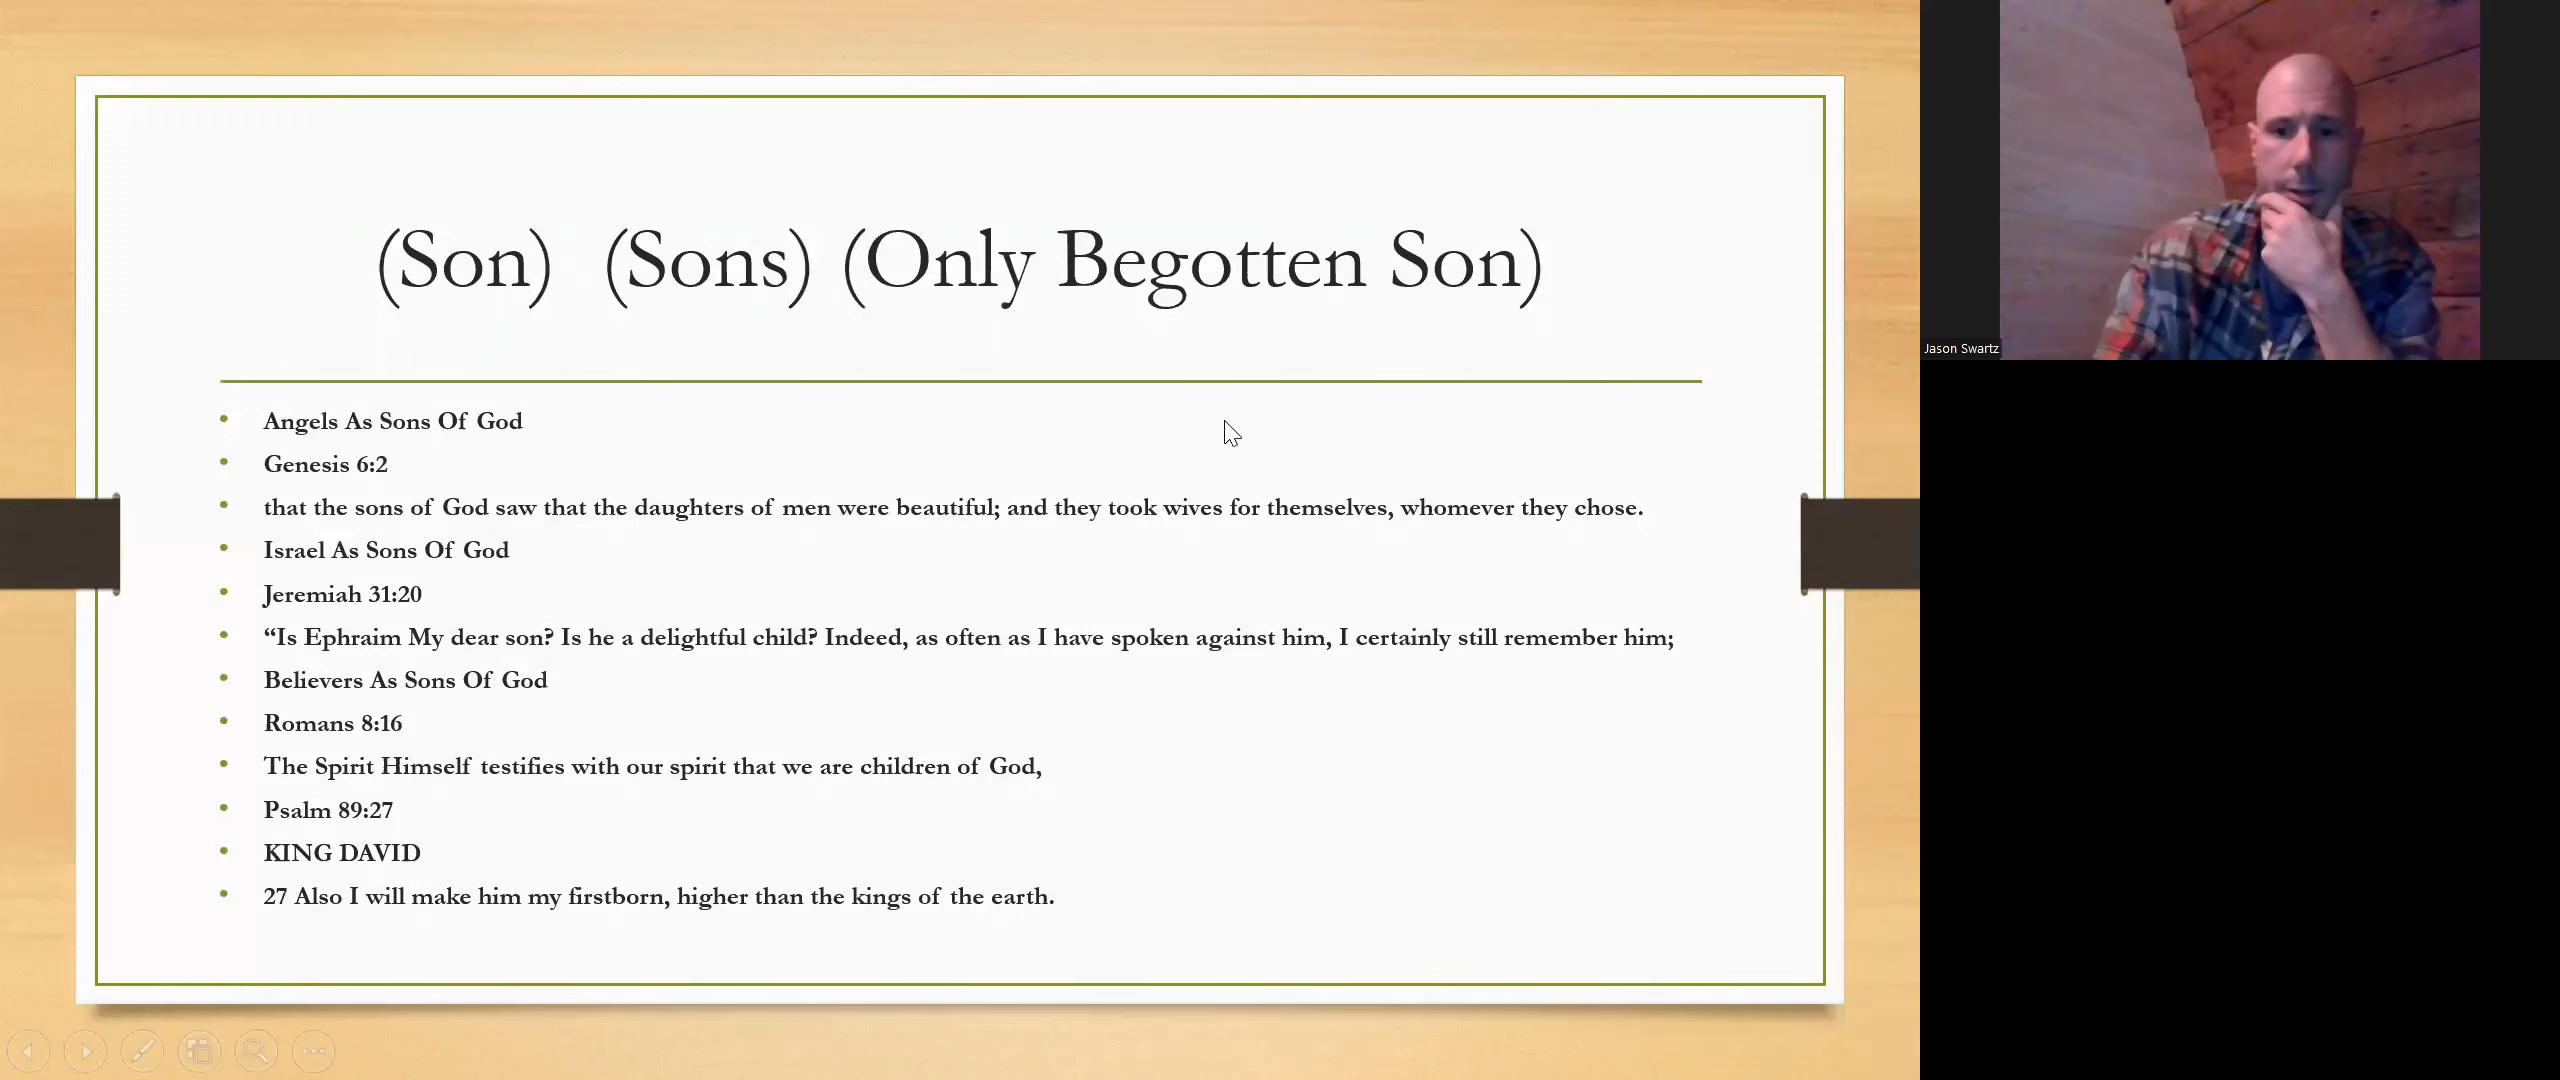 (Son) (Sons) (Only Begotten Son)
Angels As Sons Of God
Genesis 6:2
that the sons of God saw that the daughters of men were beautiful; and they took wives for themselves, whomever they chose.
Israel As Sons Of God
Jeremiah 31:20
“Is Ephraim My dear son? Is he a delightful child? Indeed, as often as I have spoken against him, I certainly still remember him;
Believers As Sons Of God
Romans 8:16
The Spirit Himself testifies with our spirit that we are children of God,
Psalm 89:27
KING DAVID
27 Also I will make him my firstborn, higher than the kings of the earth.
Jason Swartz